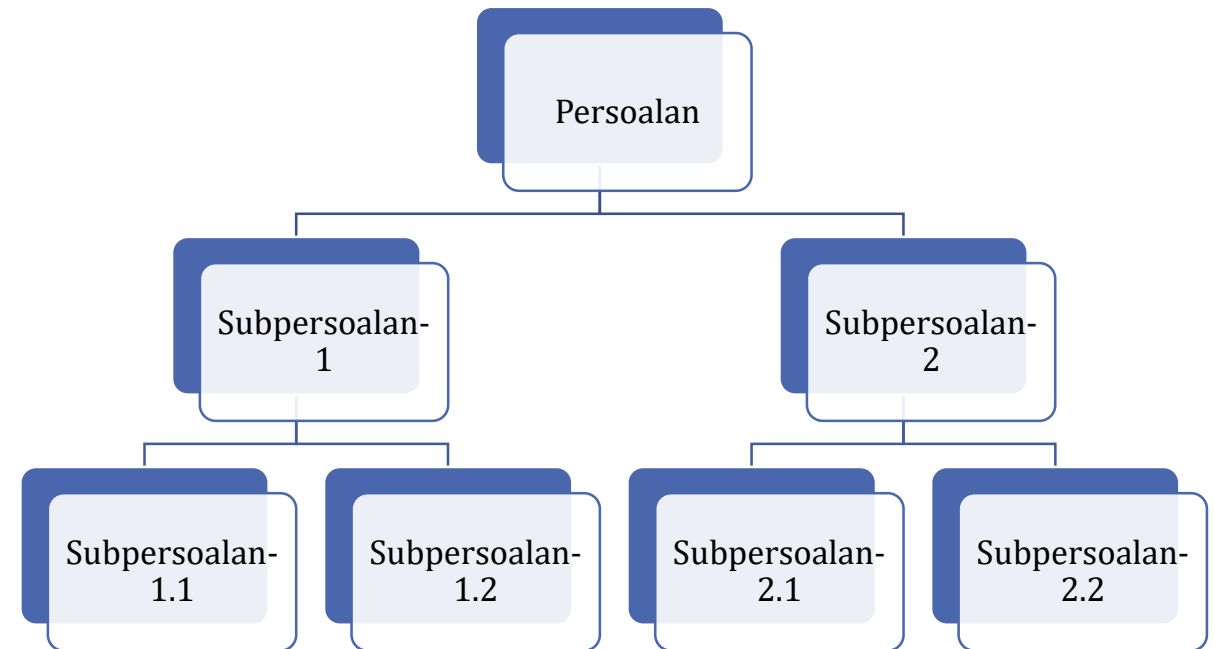 Persoalan
Subpersoalan-
1
Subpersoalan-
2
Subpersoalan-
1.1
Subpersoalan-
1.2
Subpersoalan-
2.1
Subpersoalan-
2.2